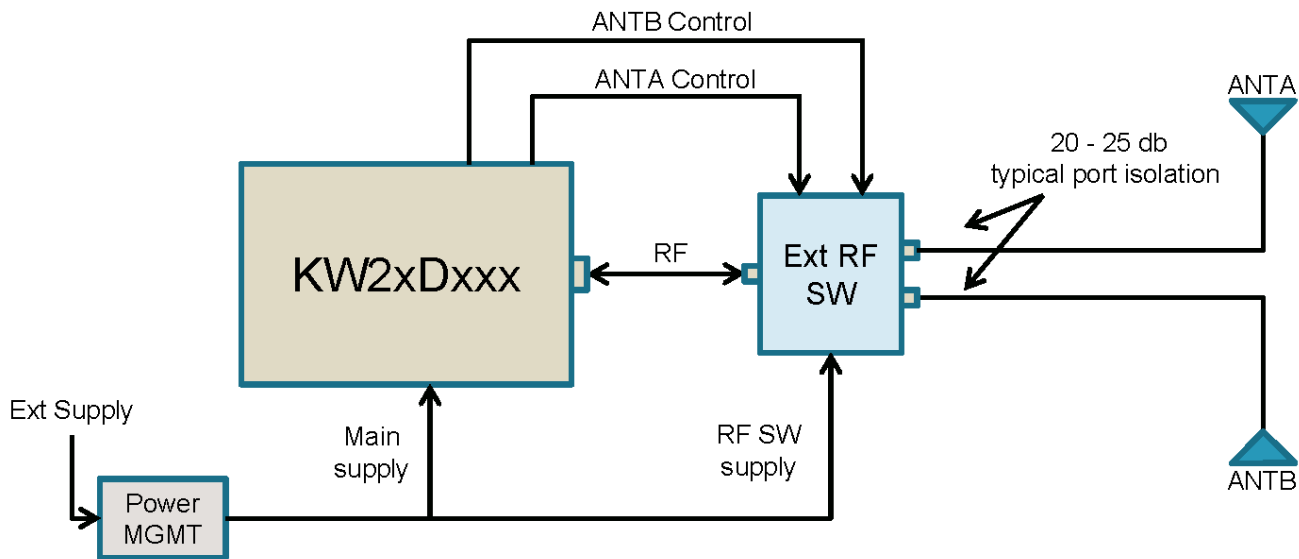 ANTB Control
ANTA Control
ANTA
20 - 25 db
typical port isolation
KW2xDxxx
RF
Ext RF
SW
Ext Supply
Main
supply
RF SW
supply
Power
MGMT
ANTB